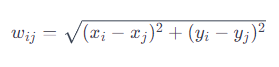 w_{ij} = \sqrt{(x_i - x_j)^2 + (y_i - y_j)^2}